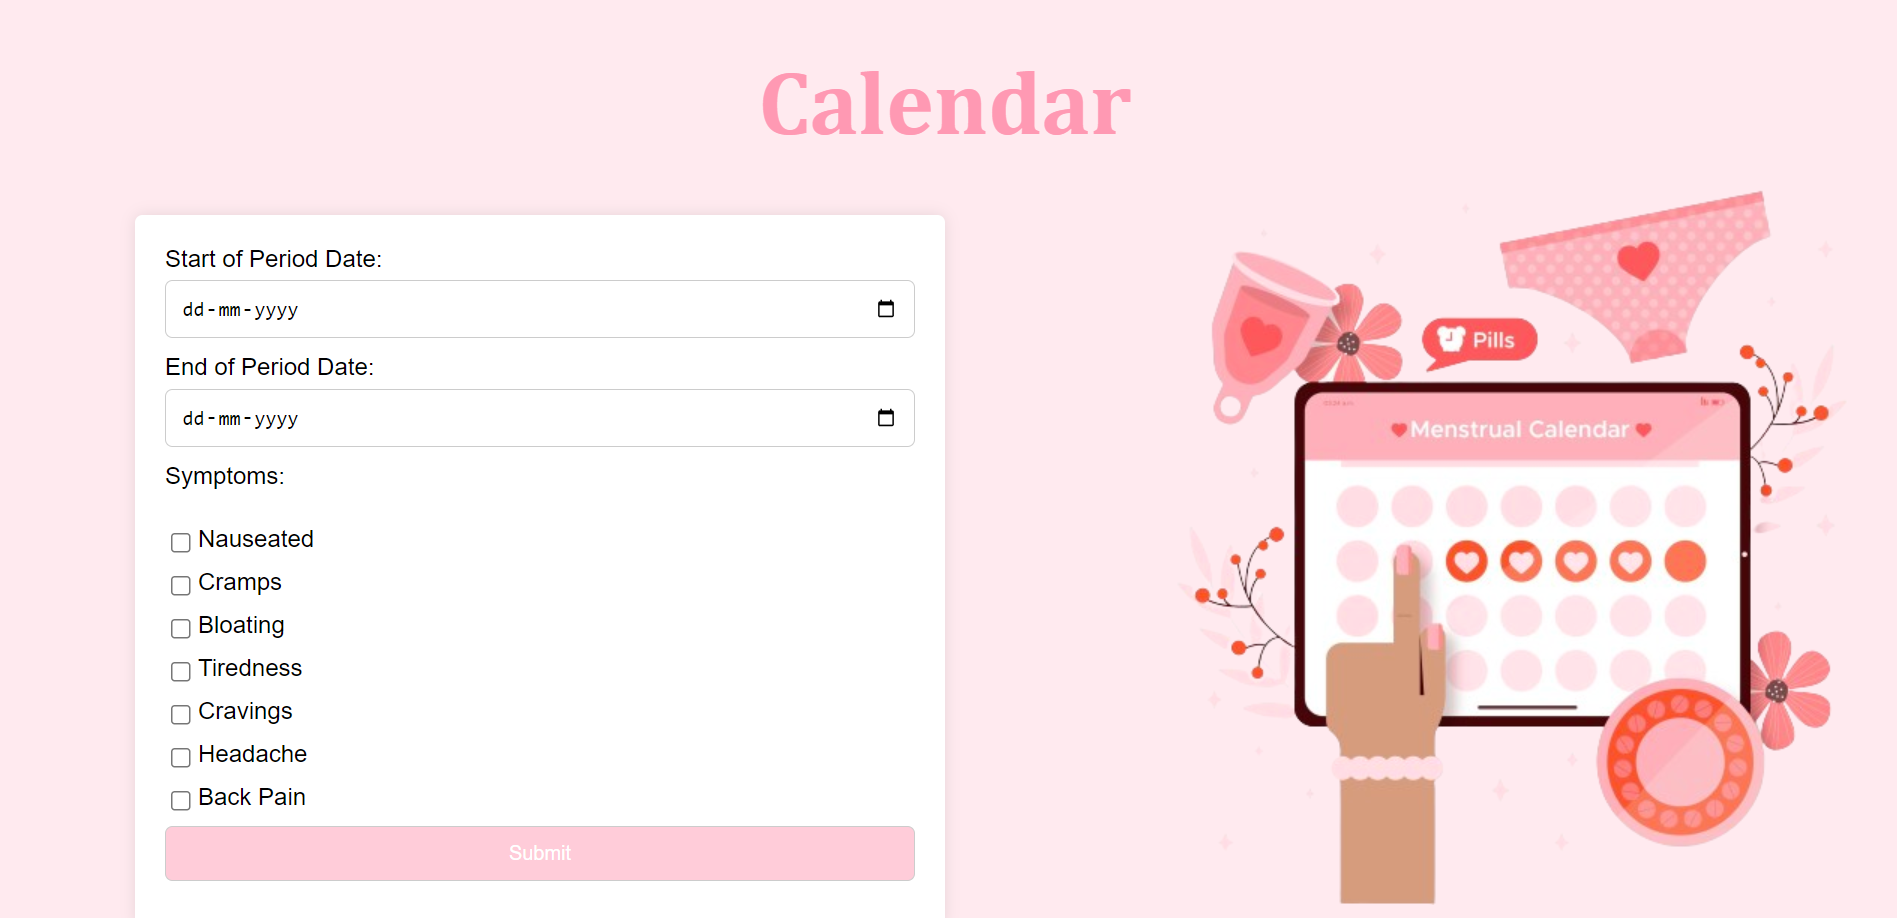 Calendar
Start of Period Date:
dd-mm-yyyy
End of Period Date:
dd-mm-yyyy
Symptoms:
Nauseated
Cramps
Bloating
Tiredness
Cravings
Headache
Back Pain
Submit
Pills
Menstrual Calendar